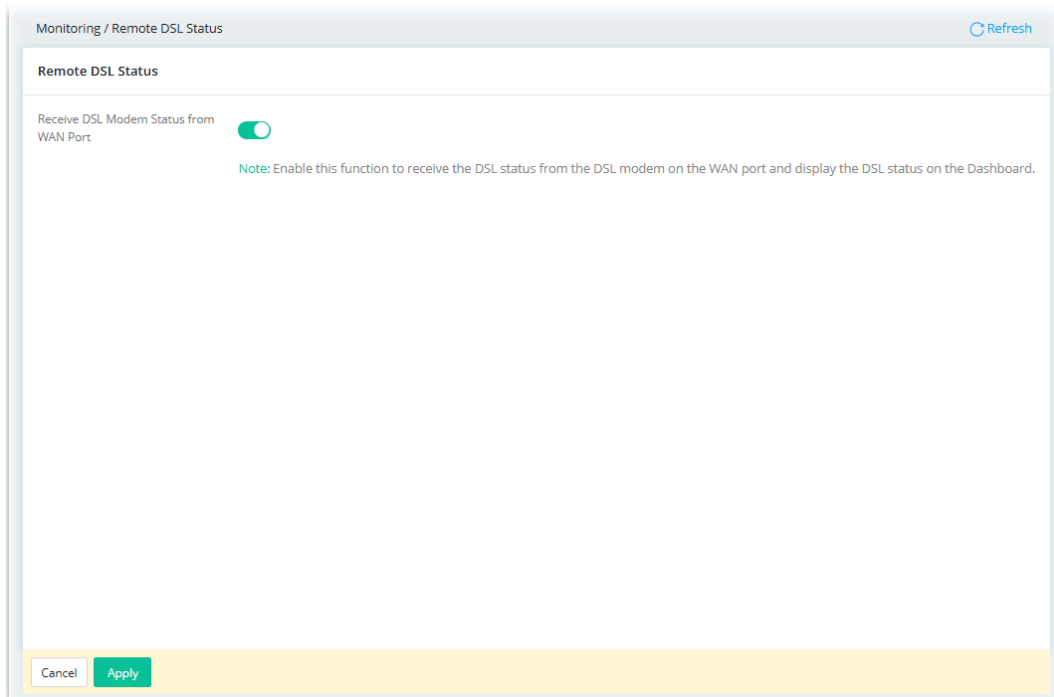 Monitoring / Remote DSL Status
Refresh
Remote DSL Status
Receive DSL Modem Status from
WAN Port
Note: Enable this function to receive the DSL status from the DSL modem on the WAN port and display the DSL status on the Dashboard.
Cancel
Apply